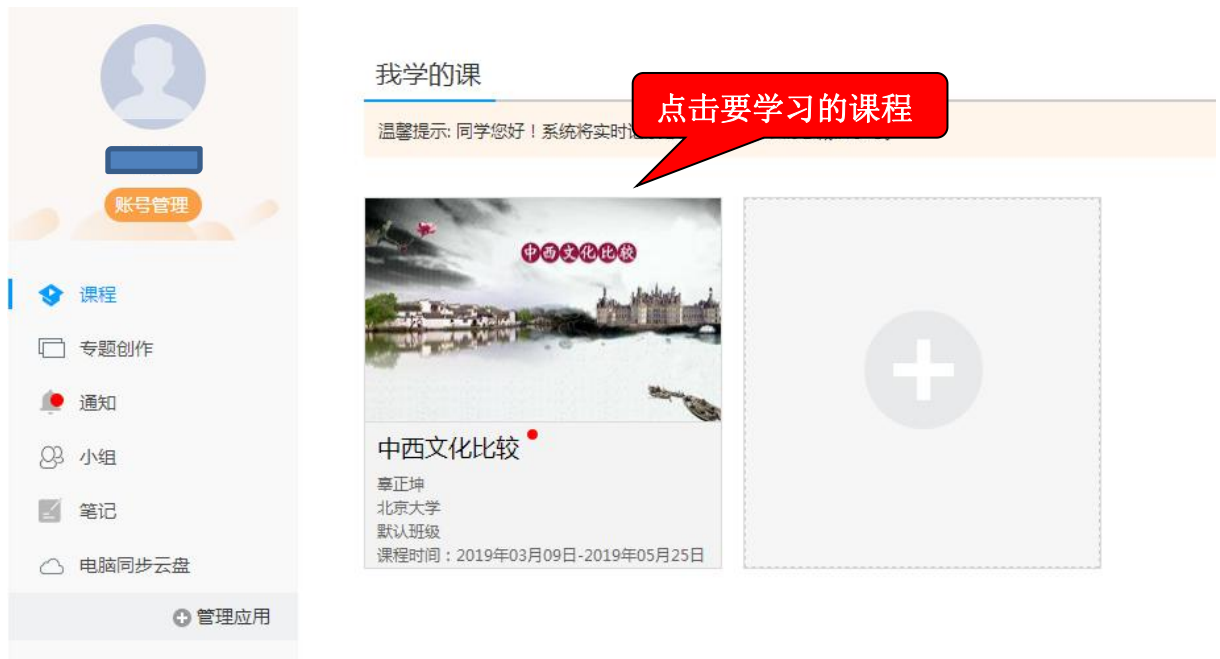 账号管理
课程
专题创作
通知
小组
笔记
电脑同步云盘
管理应用
我学的课
点击要学习的课程
温馨提示: 同学您好！系统将实时
中西文化比较
中西文化比较
辜正坤
北京大学
默认班级
课程时间：2019年03月09日-2019年05月25日